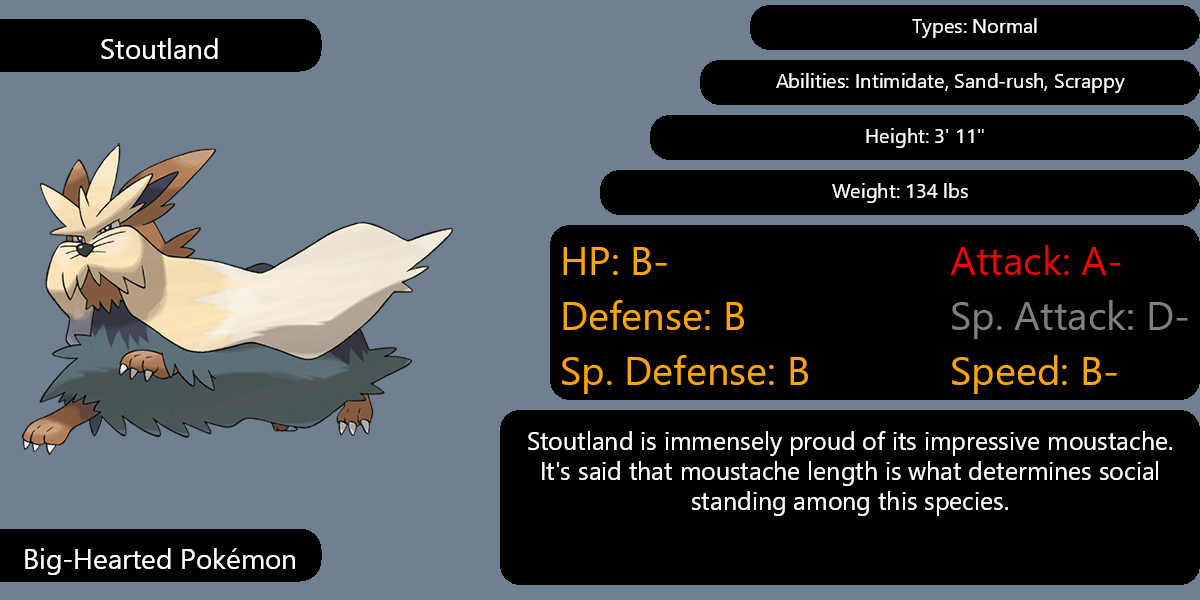 Stoutland
Big-Hearted Pokémon
Types: Normal
Abilities: Intimidate, Sand-rush, Scrappy
Height: 3' 11"
Weight: 134 lbs
HP: B-
Attack: A-
Defense: B
Sp. Attack: D-
Sp. Defense: B
Speed: B-
Stoutland is immensely proud of its impressive moustache.
It's said that moustache length is what determines social
standing among this species.